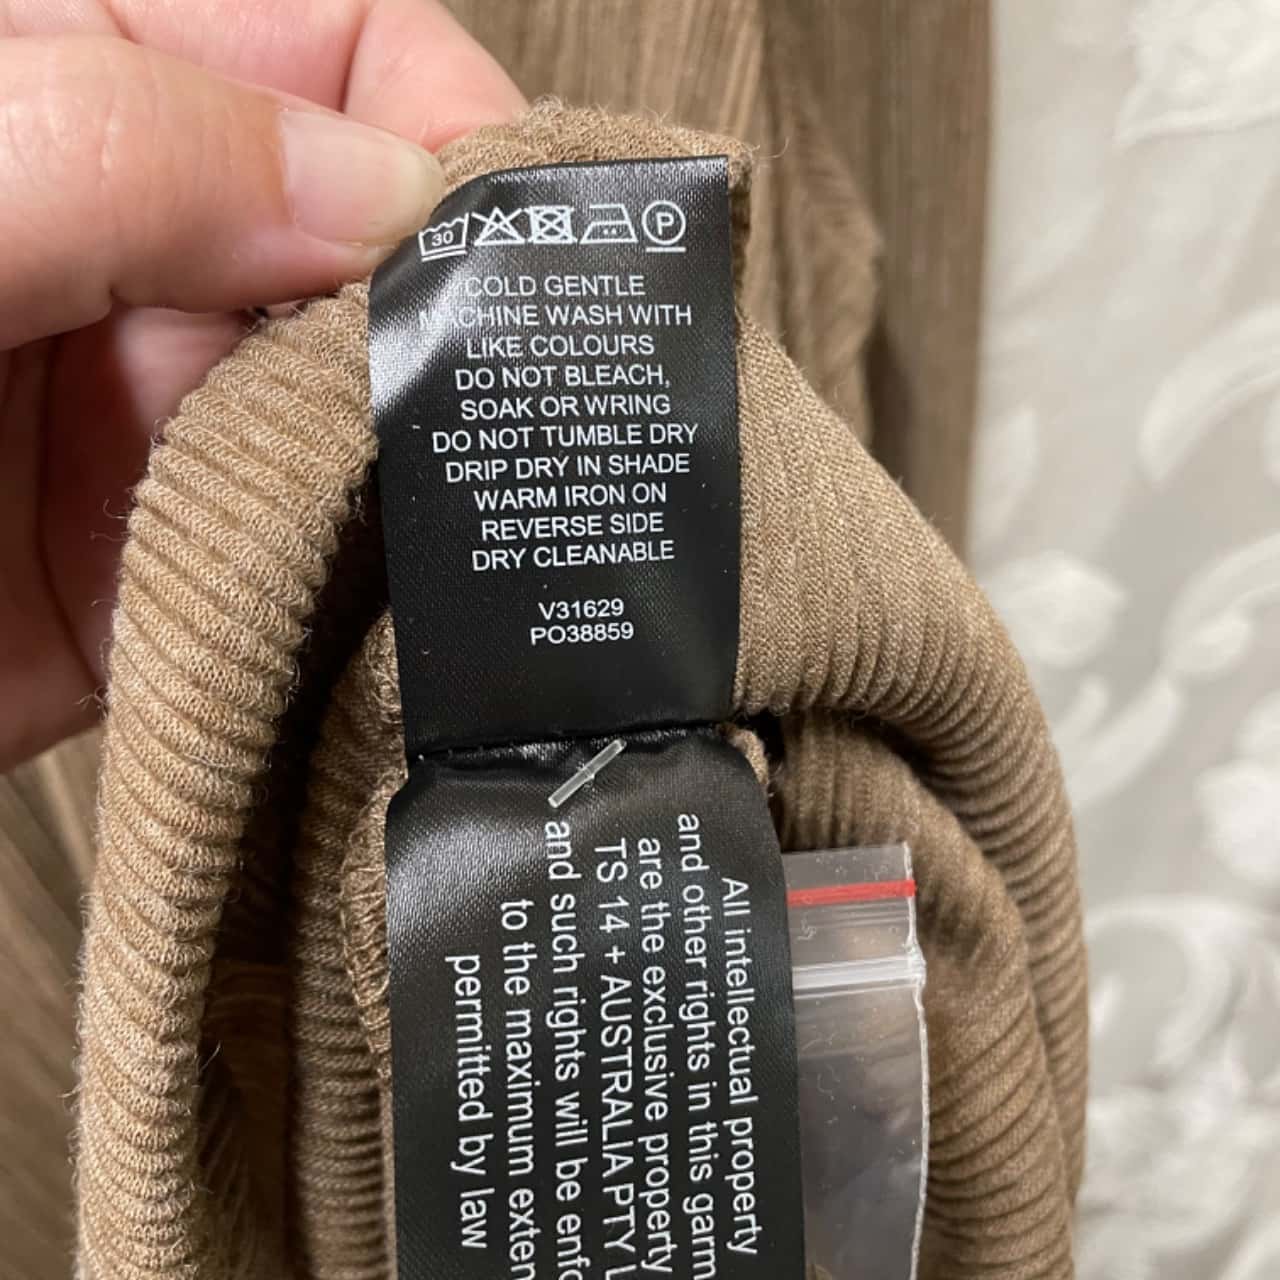 30
P
COLD GENTLE
MACHINE WASH WITH
LIKE COLOURS
DO NOT BLEACH,
SOAK OR WRING
DO NOT TUMBLE DRY
DRIP DRY IN SHADE
WARM IRON ON
REVERSE SIDE
DRY CLEANABLE
V31629
PO38859
All intellectual property
and other rights in this garm
are the exclusive property
TS 14 + AUSTRALIA PTY L
and such rights will be enfo
to the maximum exten
permitted by law